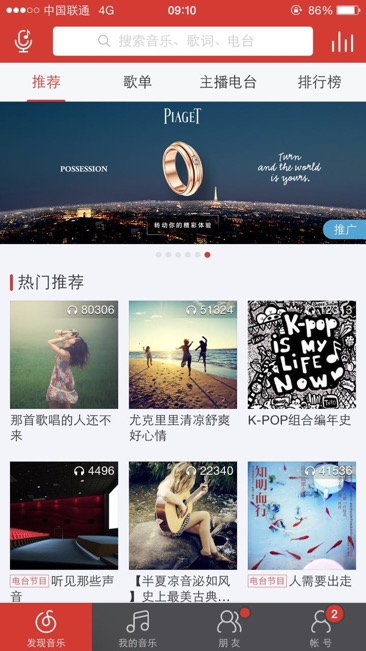 中国联通 4G 09:10 86%
搜索音乐、歌词、电台
推荐 歌单 主播电台 排行榜
PIAGET
POSSESSION
Turn
and the world
is yours.
转动你的精彩体验
推广
热门推荐
80306 51324 12313
K-POP
IS MY
LIFE
NOW
那首歌唱的人还不
来
尤克里里清凉舒爽
好心情
K-POP组合编年史
4496 22340 41536
知明而行
电台节目 听见那些声
音
【半夏凉音泌如风
】史上最美古典…
电台节目 人需要出走
发现音乐 我的音乐 朋友 帐号 2